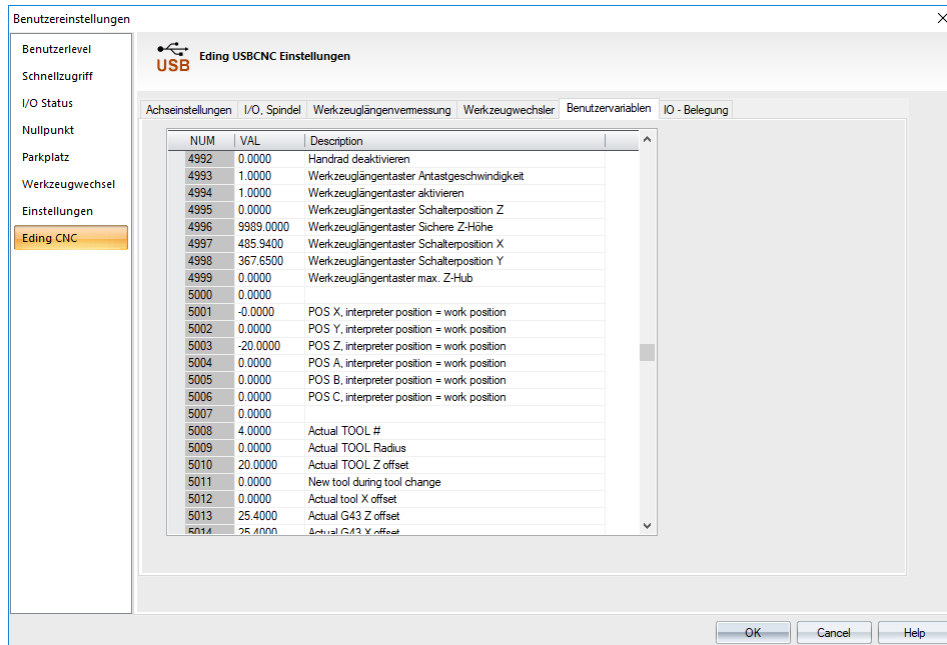 Benutzereinstellungen
Benutzerlevel
Schnellzugriff
I/O Status
Nullpunkt
Parkplatz
Werkzeugwechsel
Einstellungen
Eding CNC
USB Eding USBCNC Einstellungen
Achseinstellungen I/O, Spindel Werkzeuglängenvermessung Werkzeugwechsler Benutzervariablen IO - Belegung
NUM VAL Description
4992 0.0000 Handrad deaktivieren
4993 1.0000 Werkzeuglängentaster Antastgeschwindigkeit
4994 1.0000 Werkzeuglängentaster aktivieren
4995 0.0000 Werkzeuglängentaster Schalterposition Z
4996 9989.0000 Werkzeuglängentaster Sichere Z-Höhe
4997 485.9400 Werkzeuglängentaster Schalterposition X
4998 367.6500 Werkzeuglängentaster Schalterposition Y
4999 0.0000 Werkzeuglängentaster max. Z-Hub
5000 0.0000
5001 -0.0000 POS X, interpreter position = work position
5002 0.0000 POS Y, interpreter position = work position
5003 -20.0000 POS Z, interpreter position = work position
5004 0.0000 POS A, interpreter position = work position
5005 0.0000 POS B, interpreter position = work position
5006 0.0000 POS C, interpreter position = work position
5007 0.0000
5008 4.0000 Actual TOOL #
5009 0.0000 Actual TOOL Radius
5010 20.0000 Actual TOOL Z offset
5011 0.0000 New tool during tool change
5012 0.0000 Actual tool X offset
5013 25.4000 Actual G43 Z offset
5014 25.4000 Actual G43 X offset
OK Cancel Help